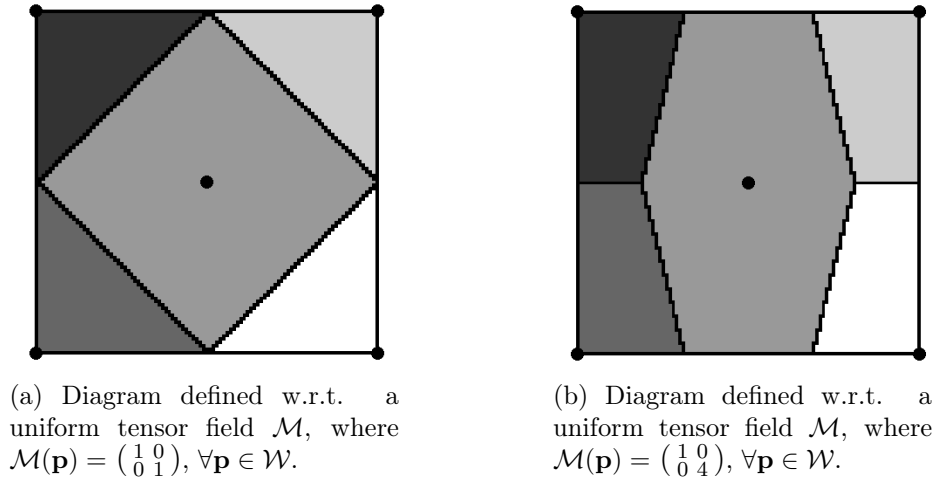 (a) Diagram defined w.r.t. a
uniform tensor field ℳ, where
ℳ(𝐩) = (1 0 0 1), ∀𝐩 ∈ 𝒲.
(b) Diagram defined w.r.t. a
uniform tensor field ℳ, where
ℳ(𝐩) = (1 0 0 4), ∀𝐩 ∈ 𝒲.